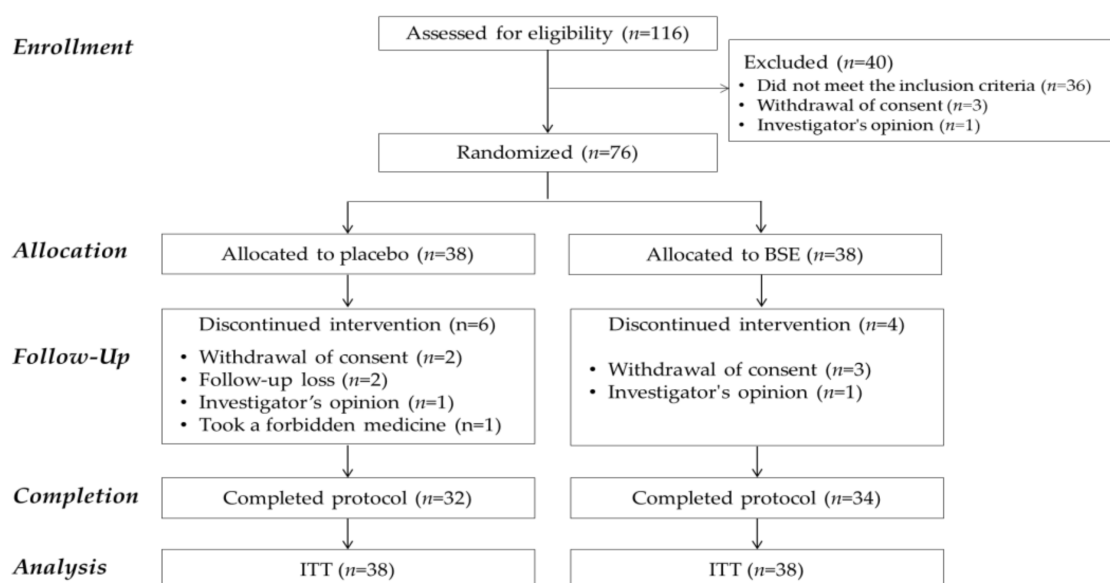 Enrollment
Assessed for eligibility (n=116)
Excluded (n=40)
• Did not meet the inclusion criteria (n=36)
• Withdrawal of consent (n=3)
• Investigator's opinion (n=1)
Randomized (n=76)
Allocation
Allocated to placebo (n=38)
Allocated to BSE (n=38)
Follow-Up
Discontinued intervention (n=6)
• Withdrawal of consent (n=2)
• Follow-up loss (n=2)
• Investigator’s opinion (n=1)
• Took a forbidden medicine (n=1)
Discontinued intervention (n=4)
• Withdrawal of consent (n=3)
• Investigator's opinion (n=1)
Completion
Completed protocol (n=32)
Completed protocol (n=34)
Analysis
ITT (n=38)
ITT (n=38)